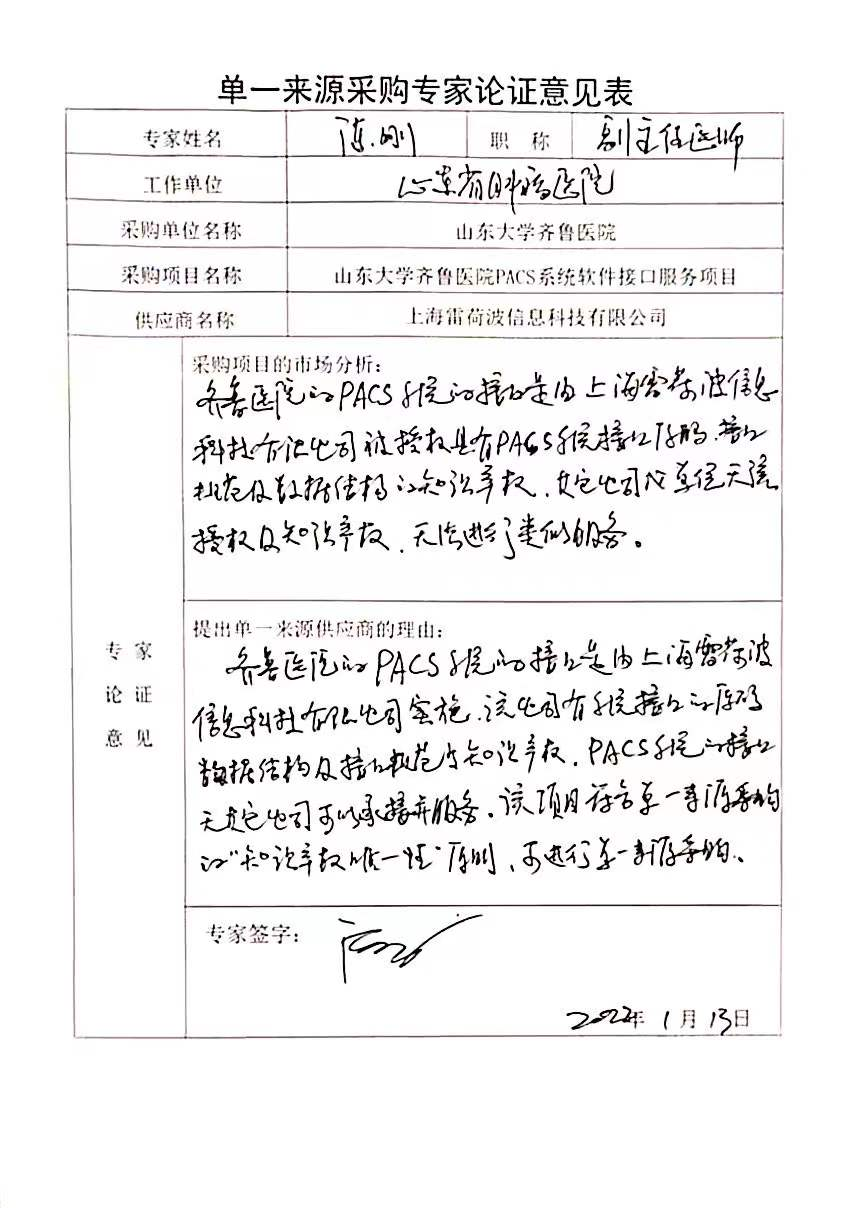 单一来源采购专家论证意见表
专家姓名 陈刚 职称 副主任医师
工作单位 山东省肿瘤医院
采购单位名称 山东大学齐鲁医院
采购项目名称 山东大学齐鲁医院PACS系统软件接口服务项目
供应商名称 上海雷荷波信息科技有限公司
采购项目的市场分析:
齐鲁医院的PACS系统的接口是由上海雷荷波信息
科技有限公司被授权具有PACS系统接口原码、接口
规范及数据结构的知识产权,其它公司及单位无该
授权及知识产权,无法进行类似服务。
专家
论证
意见
提出单一来源供应商的理由:
齐鲁医院的PACS系统的接口是由上海雷荷波
信息科技有限公司实施,该公司有系统接口的原码
数据结构及接口规范等知识产权,PACS系统的接口
无其它公司可以承接并服务。该项目符合单一来源采购
的"知识产权唯一性"原则,可进行单一来源采购。
专家签字:
2022年1月13日